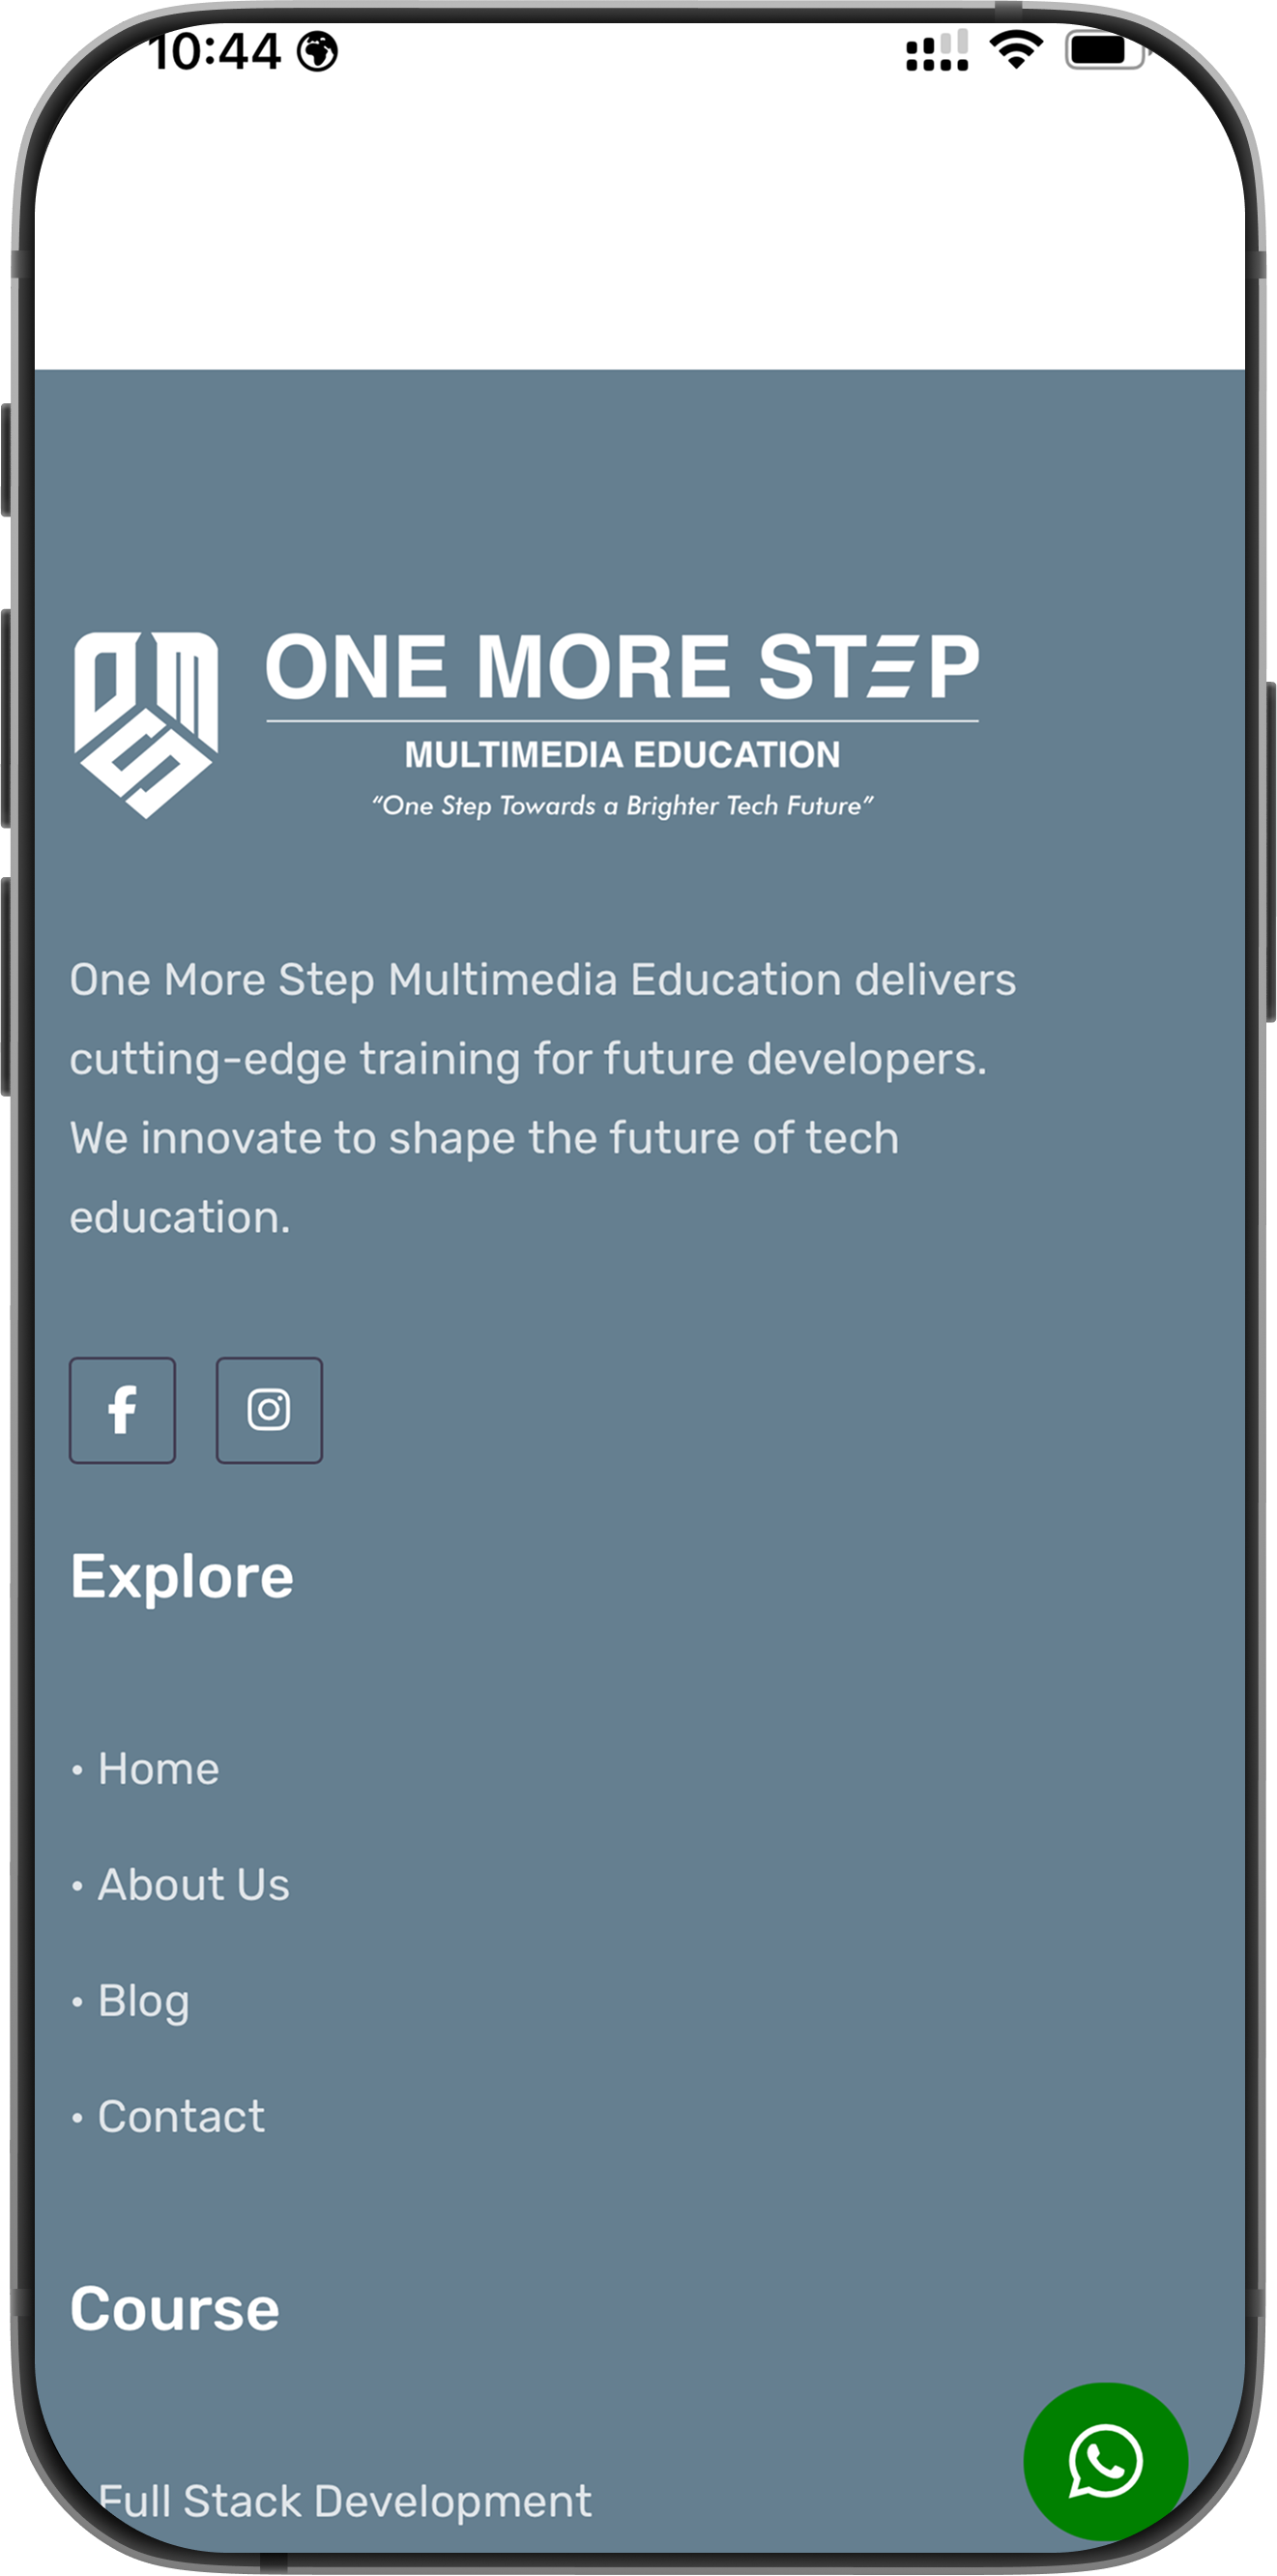 10:44
ONE MORE STEP
MULTIMEDIA EDUCATION
“One Step Towards a Brighter Tech Future”
One More Step Multimedia Education delivers
cutting-edge training for future developers.
We innovate to shape the future of tech
education.
Explore
• Home
• About Us
• Blog
• Contact
Course
Full Stack Development